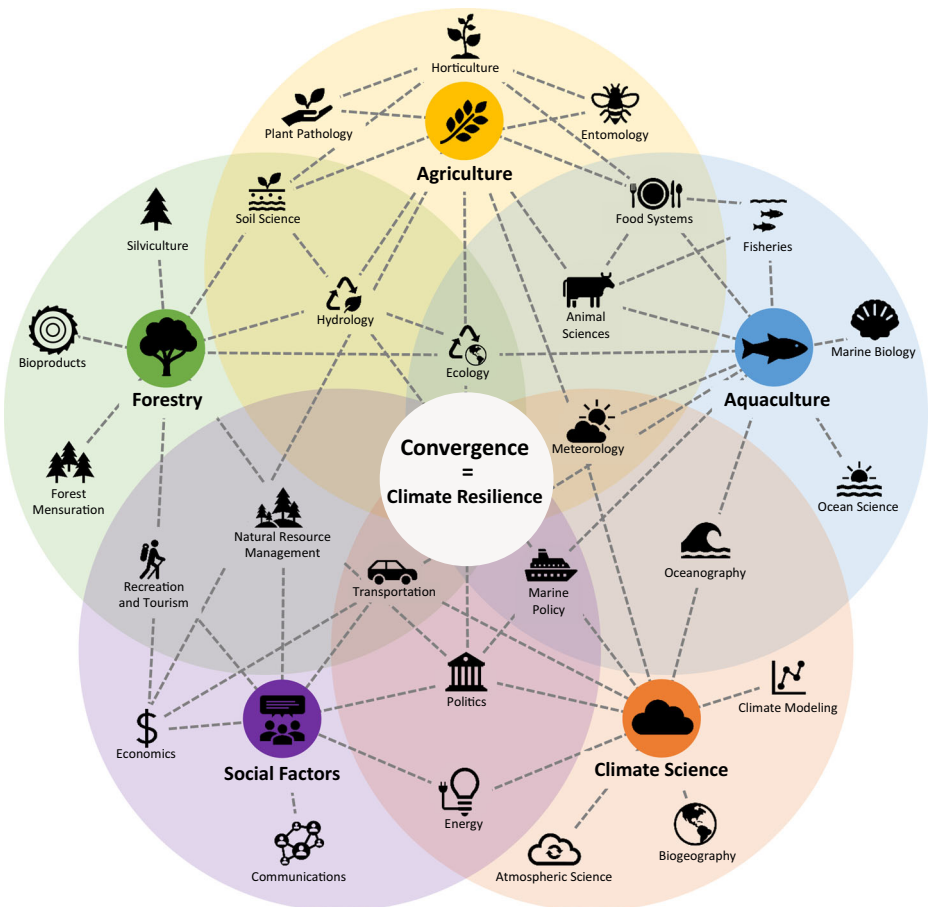 Horticulture
Plant Pathology
Entomology
Agriculture
Soil Science
Food Systems
Silviculture
Fisheries
Hydrology
Animal
Sciences
Bioproducts
Ecology
Marine Biology
Forestry
Aquaculture
Convergence
=
Climate Resilience
Meteorology
Forest
Mensuration
Ocean Science
Natural Resource
Management
Oceanography
Recreation
and Tourism
Transportation
Marine
Policy
Politics
Climate Modeling
$
Economics
Social Factors
Climate Science
Energy
Biogeography
Communications
Atmospheric Science